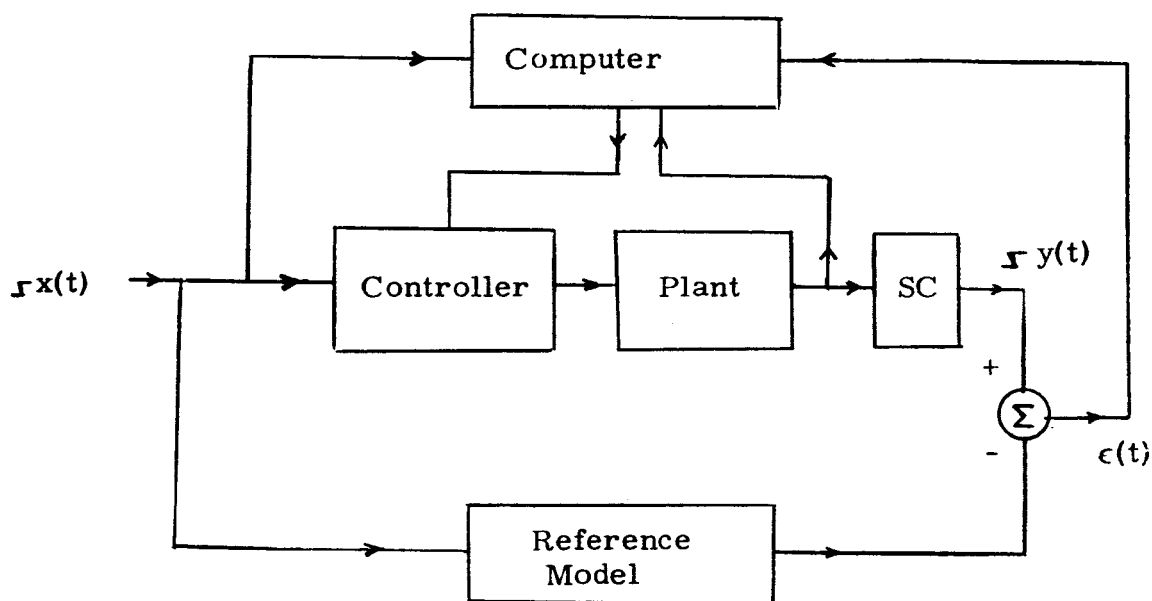 Computer
x(t)
Controller
Plant
SC
y(t)
+
Σ
-
ϵ(t)
Reference
Model